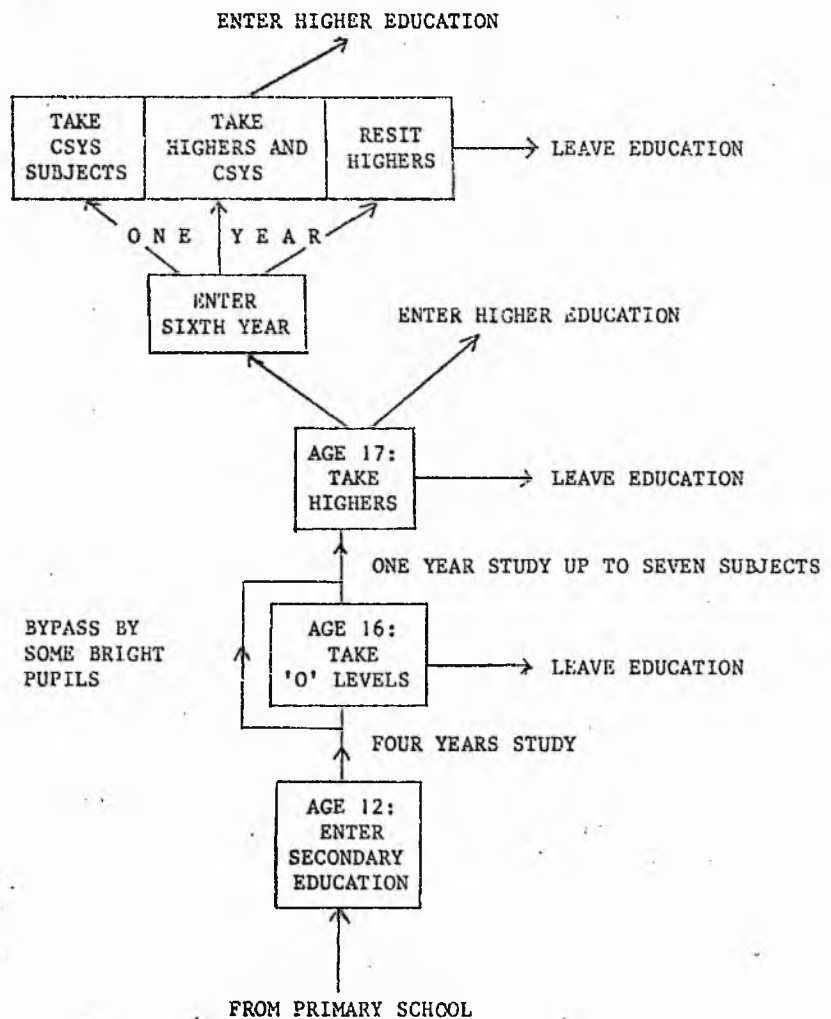 ENTER HIGHER EDUCATION
TAKE
CSYS
SUBJECTS
TAKE
HIGHERS AND
CSYS
RESIT
HIGHERS
LEAVE EDUCATION
ONE YEAR
ENTER
SIXTH YEAR
ENTER HIGHER EDUCATION
AGE 17:
TAKE
HIGHERS
LEAVE EDUCATION
ONE YEAR STUDY UP TO SEVEN SUBJECTS
BYPASS BY
SOME BRIGHT
PUPILS
AGE 16:
TAKE
'O' LEVELS
LEAVE EDUCATION
FOUR YEARS STUDY
AGE 12:
ENTER
SECONDARY
EDUCATION
FROM PRIMARY SCHOOL